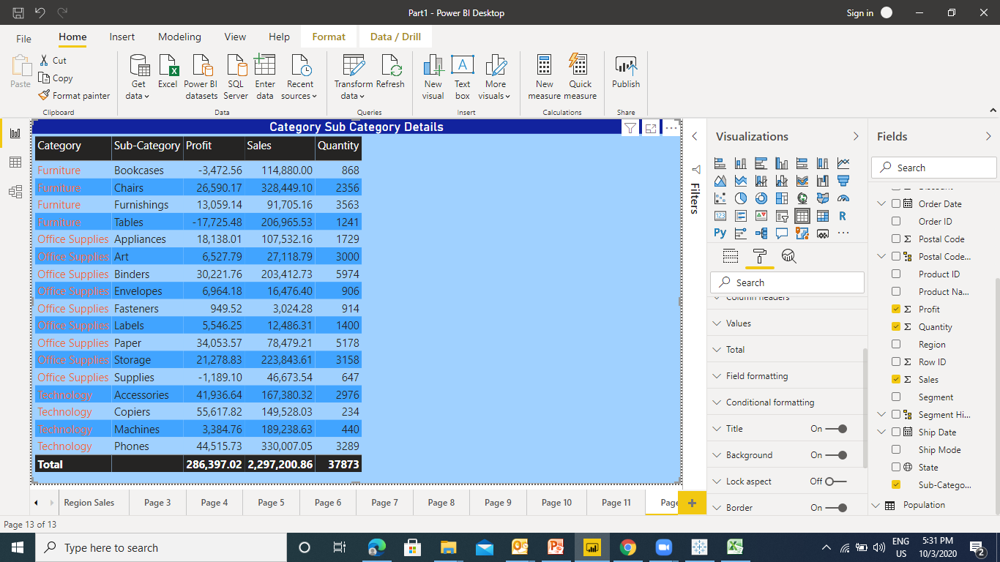 Part1 - Power BI Desktop
Sign in
File Home Insert Modeling View Help Format Data / Drill
Paste
Cut
Copy
Format painter
Clipboard
Get data
Excel
Power BI datasets
SQL Server
Enter data
Recent sources
Data
Transform data
Refresh
Queries
New visual
Text box
More visuals
Insert
New measure
Quick measure
Calculations
Publish
Share
Category Sub Category Details
Category Sub-Category Profit Sales Quantity
Furniture Bookcases -3,472.56 114,880.00 868
Furniture Chairs 26,590.17 328,449.10 2356
Furniture Furnishings 13,059.14 91,705.16 3563
Furniture Tables -17,725.48 206,965.53 1241
Office Supplies Appliances 18,138.01 107,532.16 1729
Office Supplies Art 6,527.79 27,118.79 3000
Office Supplies Binders 30,221.76 203,412.73 5974
Office Supplies Envelopes 6,964.18 16,476.40 906
Office Supplies Fasteners 949.52 3,024.28 914
Office Supplies Labels 5,546.25 12,486.31 1400
Office Supplies Paper 34,053.57 78,479.21 5178
Office Supplies Storage 21,278.83 223,843.61 3158
Office Supplies Supplies -1,189.10 46,673.54 647
Technology Accessories 41,936.64 167,380.32 2976
Technology Copiers 55,617.82 149,528.03 234
Technology Machines 3,384.76 189,238.63 440
Technology Phones 44,515.73 330,007.05 3289
Total 286,397.02 2,297,200.86 37873
Filters
Visualizations
R
Py
Search
Column headers
Values
Total
Field formatting
Conditional formatting
Title On
Background On
Lock aspect Off
Border On
Fields
Search
Discount
Order Date
Order ID
Postal Code
Postal Code...
Product ID
Product Na...
Profit
Quantity
Region
Row ID
Sales
Segment
Segment Hi...
Ship Date
Ship Mode
State
Sub-Catego...
Population
Region Sales Page 3 Page 4 Page 5 Page 6 Page 7 Page 8 Page 9 Page 10 Page 11 Page
Page 13 of 13
Type here to search
ENG
US
5:31 PM
10/3/2020
2